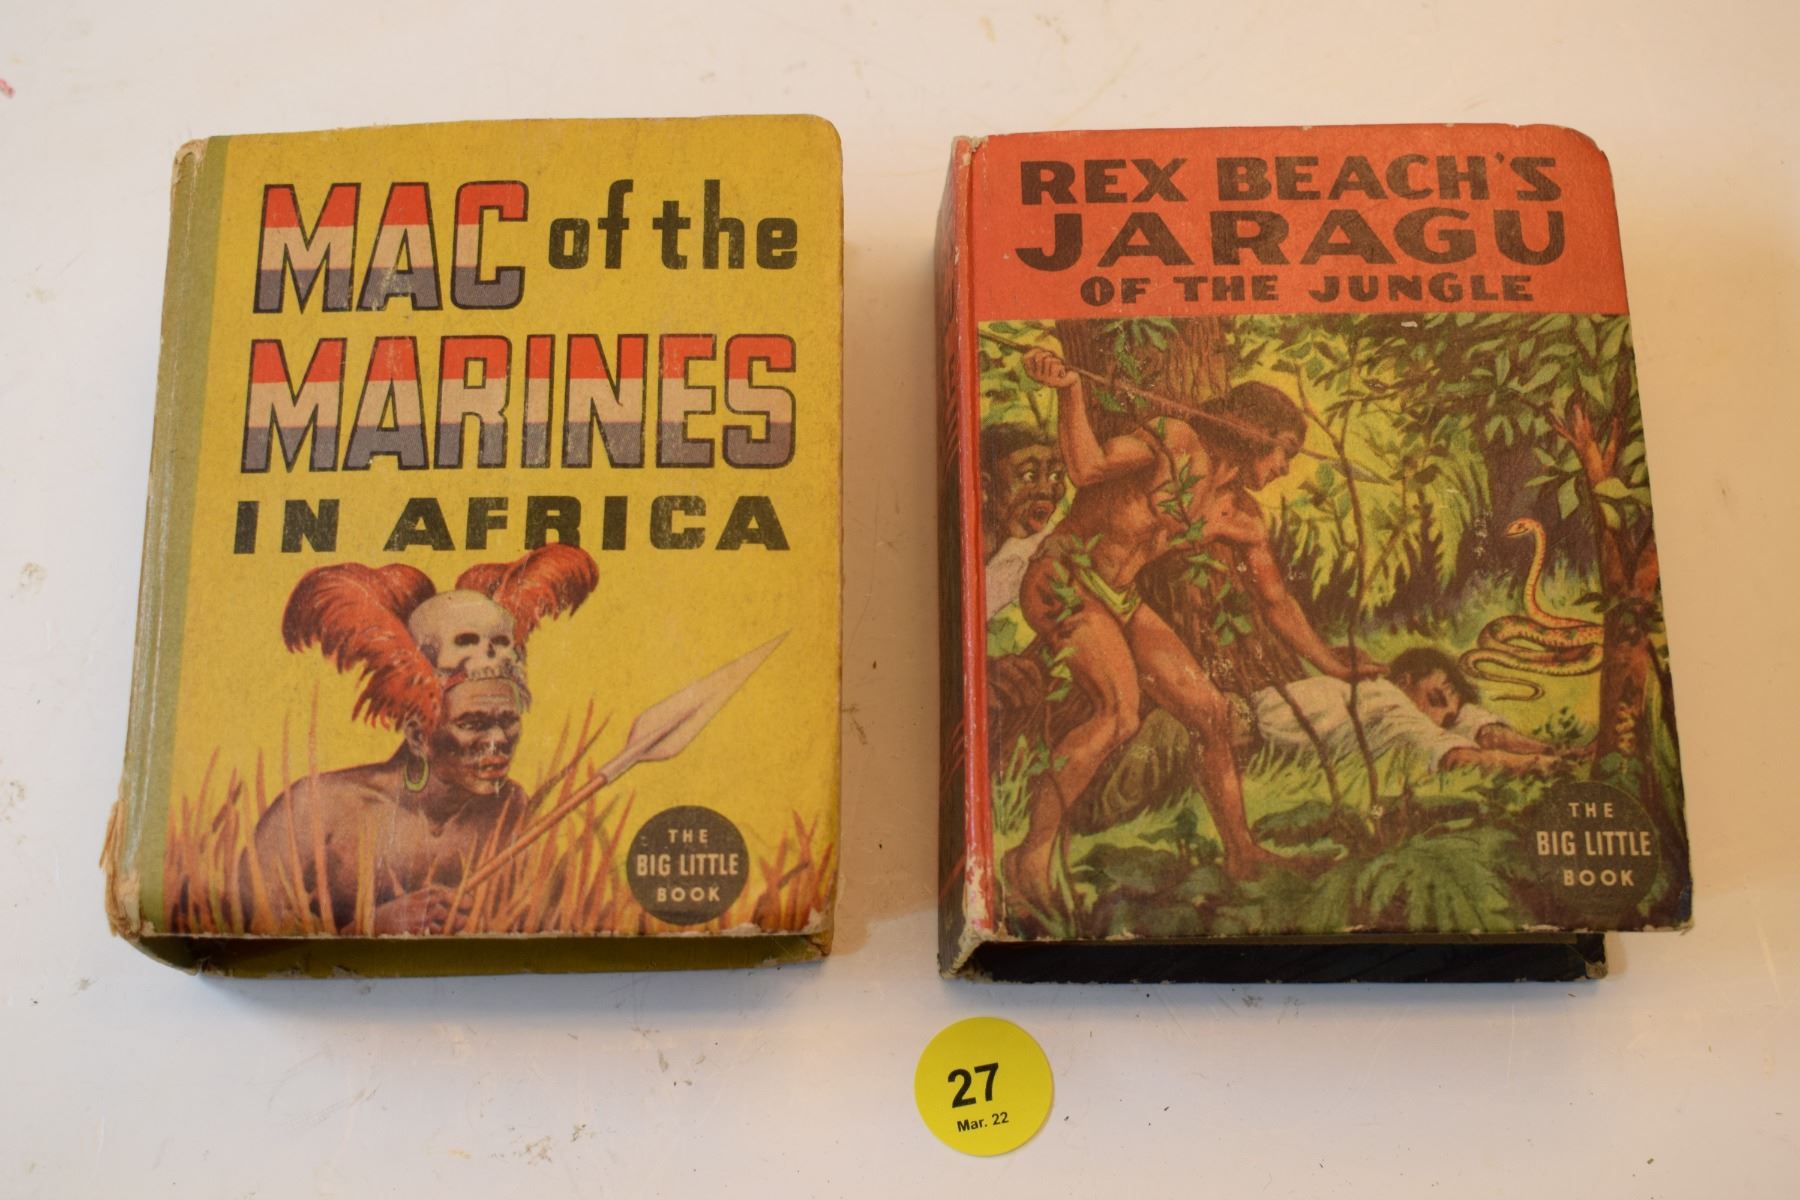 MAC of the
MARINES
IN AFRICA
THE
BIG LITTLE
BOOK
REX BEACH'S
JARAGU
OF THE JUNGLE
THE
BIG LITTLE
BOOK
27
Mar. 22